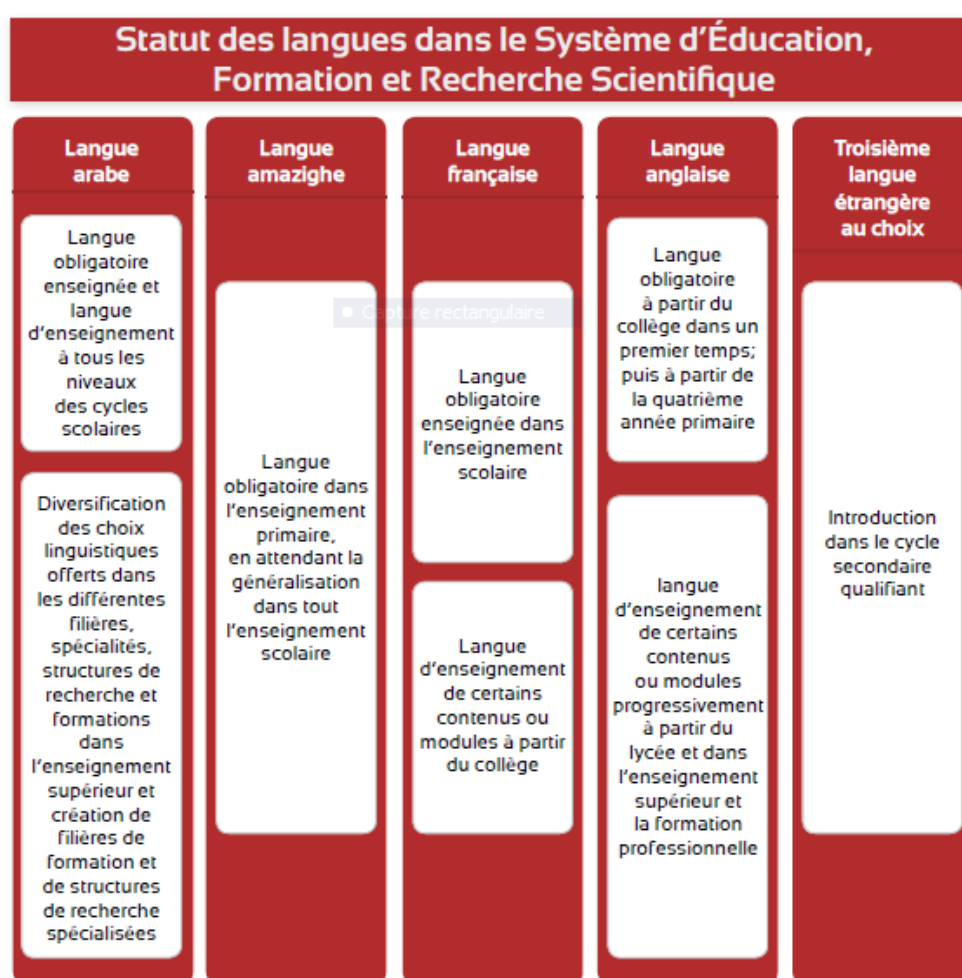 Statut des langues dans le Système d’Éducation,
Formation et Recherche Scientifique
Langue
arabe
Langue
obligatoire
enseignée et
langue
d’enseignement
à tous les
niveaux
des cycles
scolaires
Diversification
des choix
linguistiques
offerts dans
les différentes
filières,
spécialités,
structures de
recherche et
formations
dans
l’enseignement
supérieur et
création de
filières de
formation et
de structures
de recherche
spécialisées
Langue
amazighe
Langue
obligatoire dans
l’enseignement
primaire,
en attendant la
généralisation
dans tout
l’enseignement
scolaire
Langue
française
Capture rectangulaire
Langue
obligatoire
enseignée dans
l’enseignement
scolaire
Langue
d’enseignement
de certains
contenus ou
modules à partir
du collège
Langue
anglaise
Langue
obligatoire
à partir du
collège dans un
premier temps;
puis à partir de
la quatrième
année primaire
langue
d’enseignement
de certains
contenus
ou modules
progressivement
à partir du
lycée et dans
l’enseignement
supérieur et
la formation
professionnelle
Troisième
langue
étrangère
au choix
Introduction
dans le cycle
secondaire
qualifiant